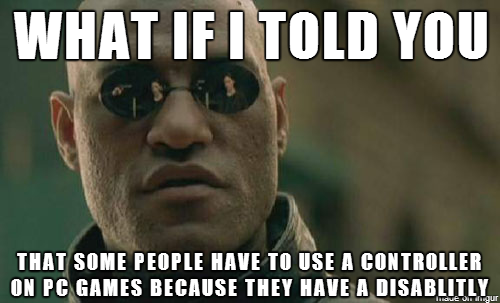 WHAT IF I TOLD YOU
THAT SOME PEOPLE HAVE TO USE A CONTROLLER
ON PC GAMES BECAUSE THEY HAVE A DISABLITLY
made on imgur